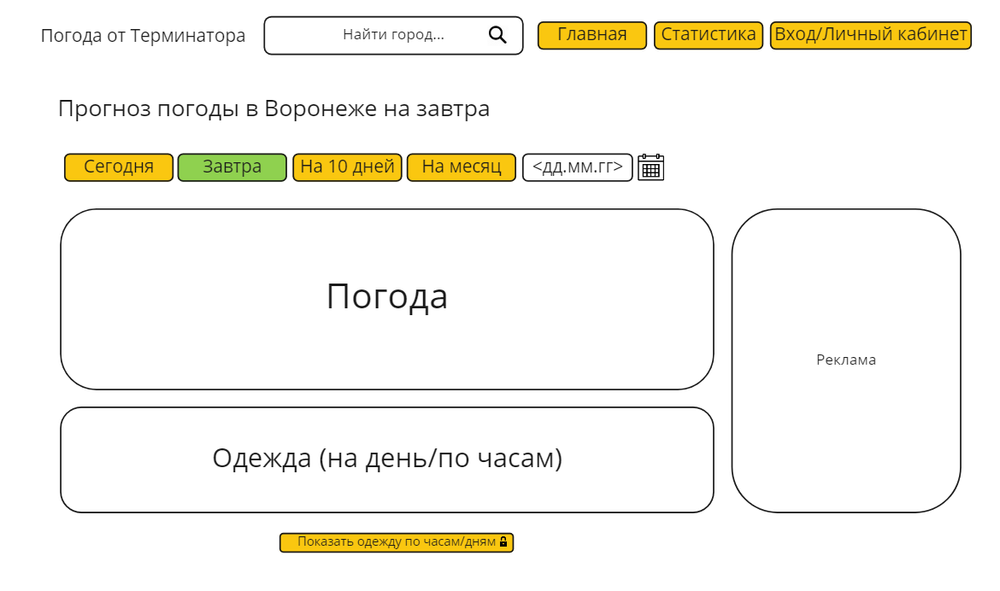 Погода от Терминатора
Найти город...
Главная
Статистика
Вход/Личный кабинет
Прогноз погоды в Воронеже на завтра
Сегодня
Завтра
На 10 дней
На месяц
<дд.мм.гг>
Погода
Реклама
Одежда (на день/по часам)
Показать одежду по часам/дням